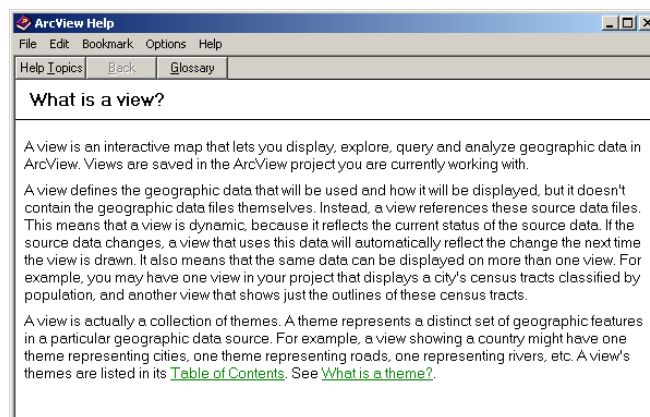 ArcView Help
File Edit Bookmark Options Help
Help Topics Back Glossary
What is a view?
A view is an interactive map that lets you display, explore, query and analyze geographic data in
ArcView. Views are saved in the ArcView project you are currently working with.
A view defines the geographic data that will be used and how it will be displayed, but it doesn't
contain the geographic data files themselves. Instead, a view references these source data files.
This means that a view is dynamic, because it reflects the current status of the source data. If the
source data changes, a view that uses this data will automatically reflect the change the next time
the view is drawn. It also means that the same data can be displayed on more than one view. For
example, you may have one view in your project that displays a city's census tracts classified by
population, and another view that shows just the outlines of these census tracts.
A view is actually a collection of themes. A theme represents a distinct set of geographic features
in a particular geographic data source. For example, a view showing a country might have one
theme representing cities, one theme representing roads, one representing rivers, etc. A view's
themes are listed in its Table of Contents. See What is a theme?.